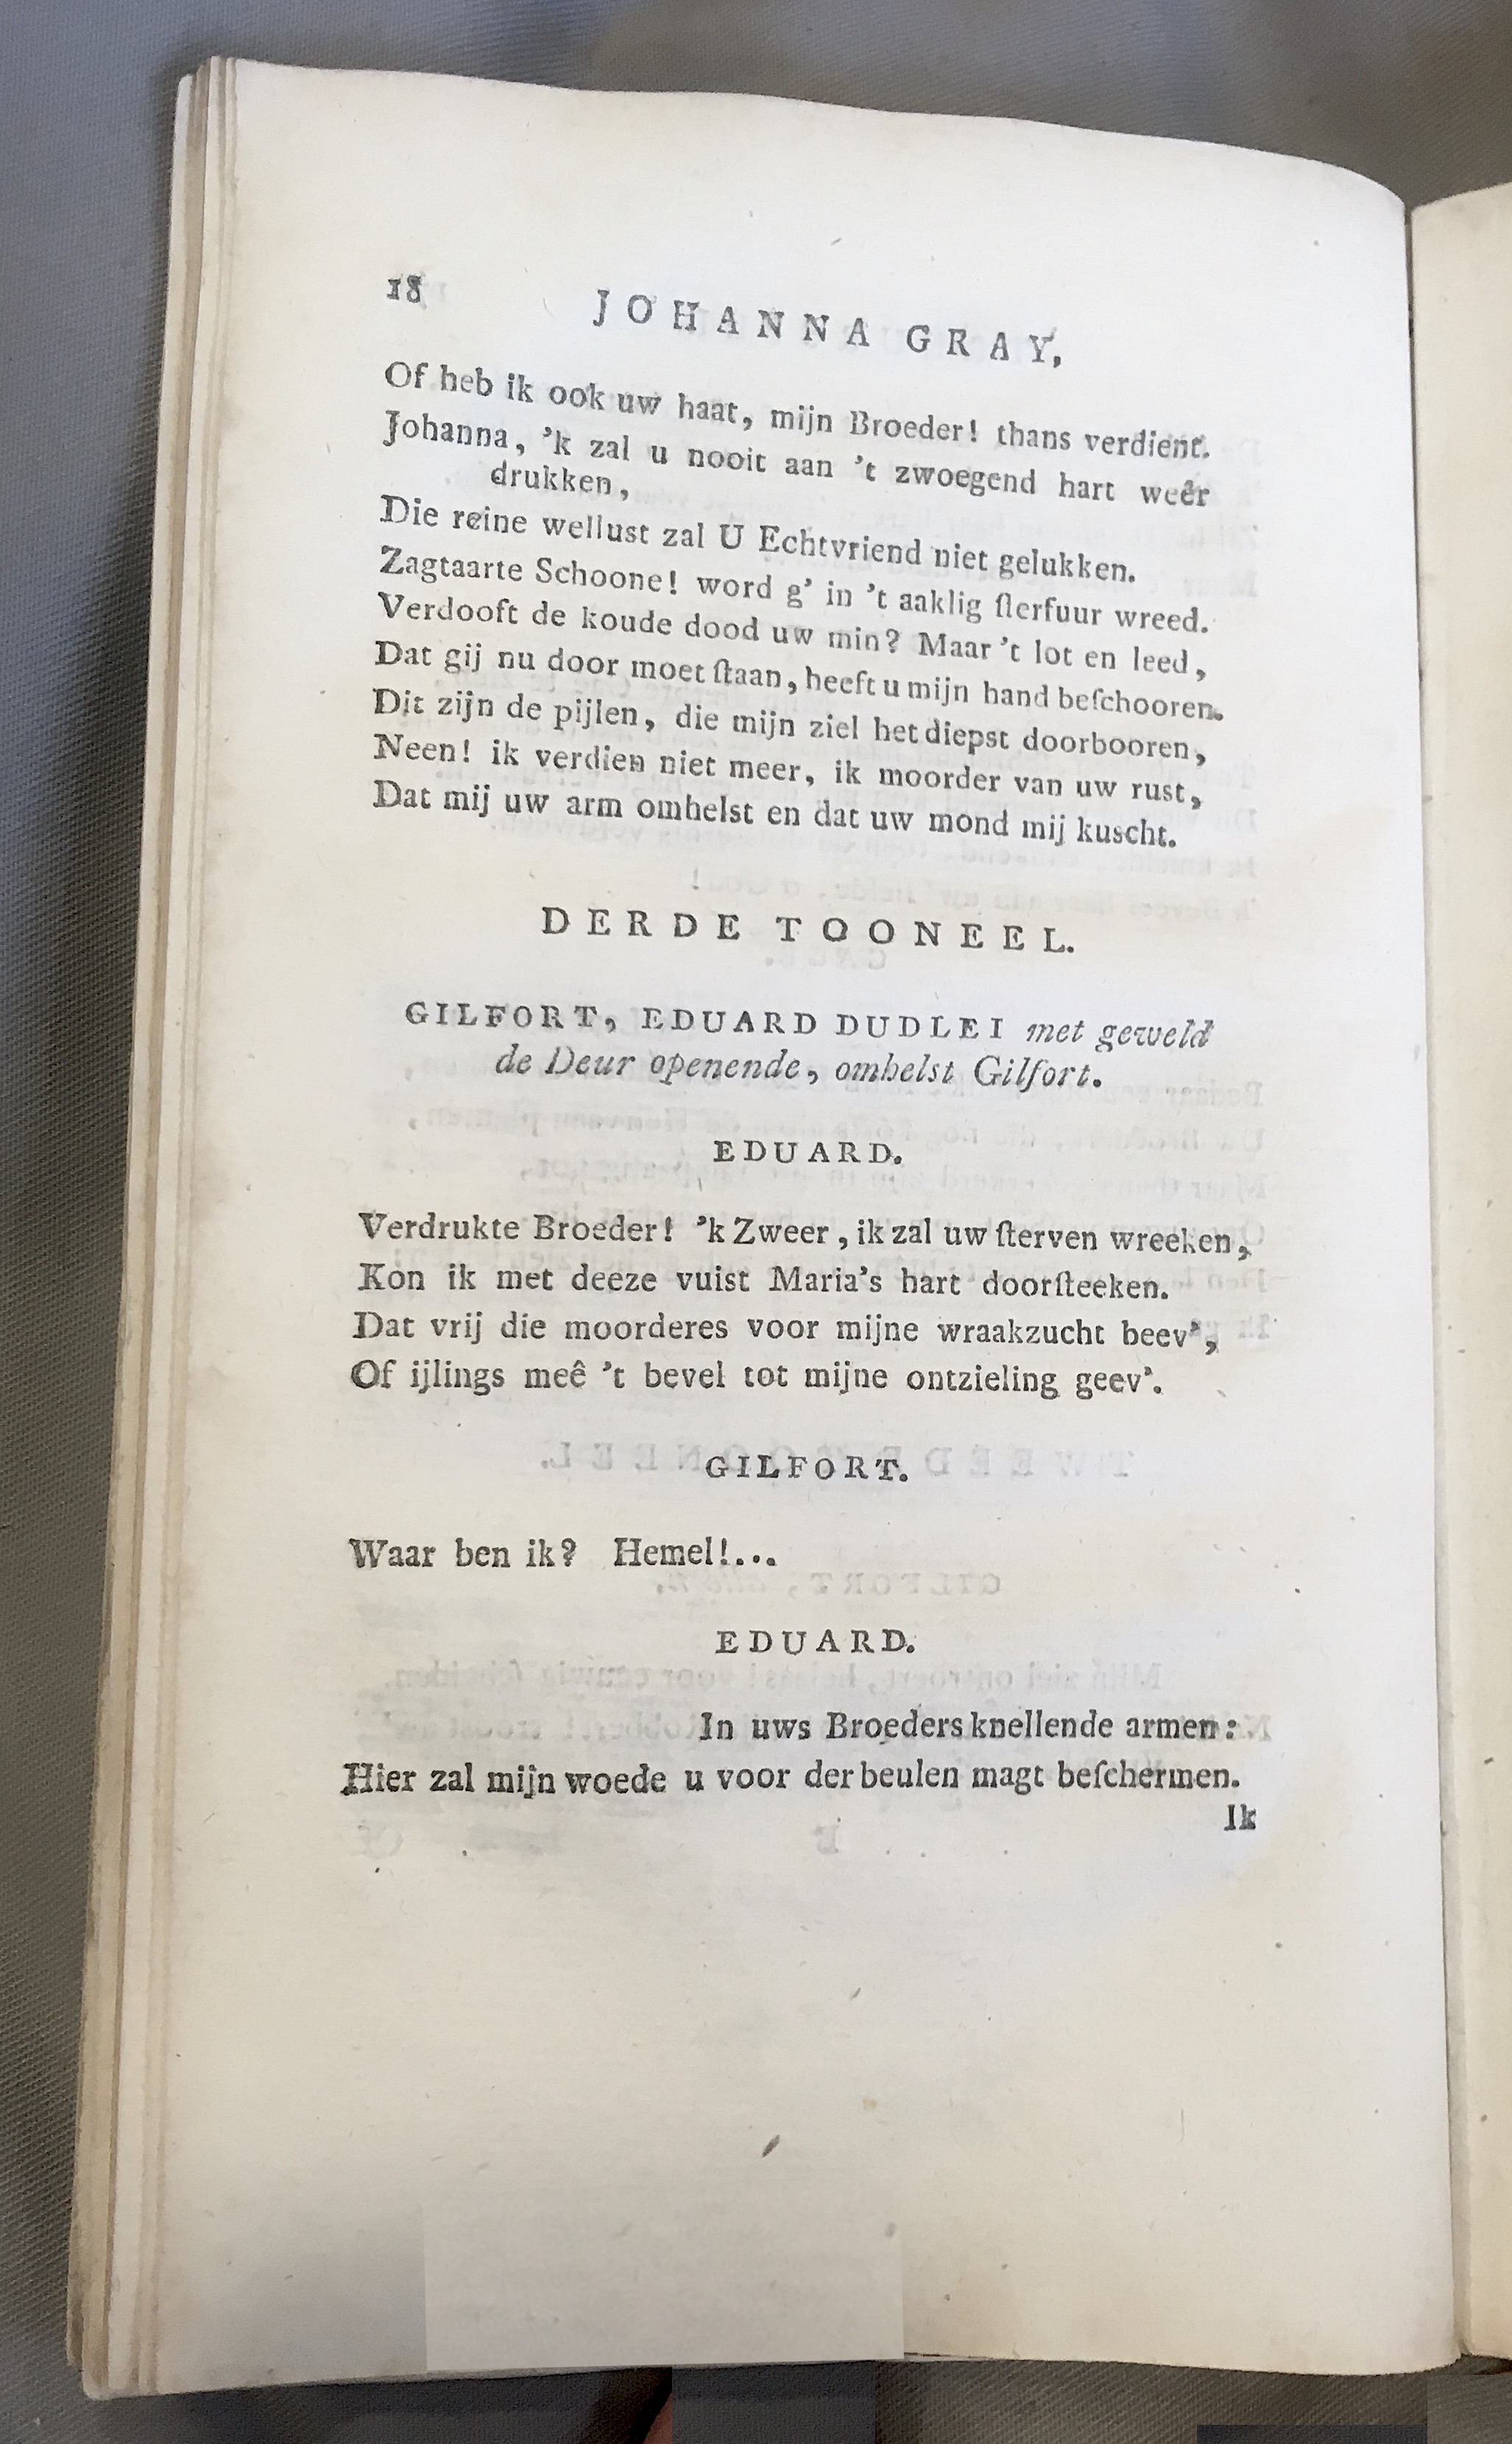 18 JOHANNA GRAY,
Of heb ik ook uw haat, mijn Broeder! thans verdient.
Johanna, 'k zal u nooit aan 't zwoegend hart weêr
drukken,
Die reine wellust zal U Echtvriend niet gelukken.
Zagtaarte Schoone! word g' in 't aaklig ſterfuur wreed.
Verdooft de koude dood uw min? Maar 't lot en leed,
Dat gij nu door moet ſtaan, heeft u mijn hand beſchooren.
Dit zijn de pijlen, die mijn ziel het diepst doorbooren,
Neen! ik verdien niet meer, ik moorder van uw rust,
Dat mij uw arm omhelst en dat uw mond mij kuscht.
DERDE TOONEEL.
GILFORT, EDUARD DUDLEI met geweld
de Deur openende, omhelst Gilfort.
EDUARD.
Verdrukte Broeder! 'k Zweer, ik zal uw ſterven wreeken,
Kon ik met deeze vuist Maria's hart doorſteeken.
Dat vrij die moorderes voor mijne wraakzucht beev',
Of ijlings meê 't bevel tot mijne ontzieling geev'.
GILFORT.
Waar ben ik? Hemel!...
EDUARD.
In uws Broeders knellende armen:
Hier zal mijn woede u voor der beulen magt beſchermen.
Ik